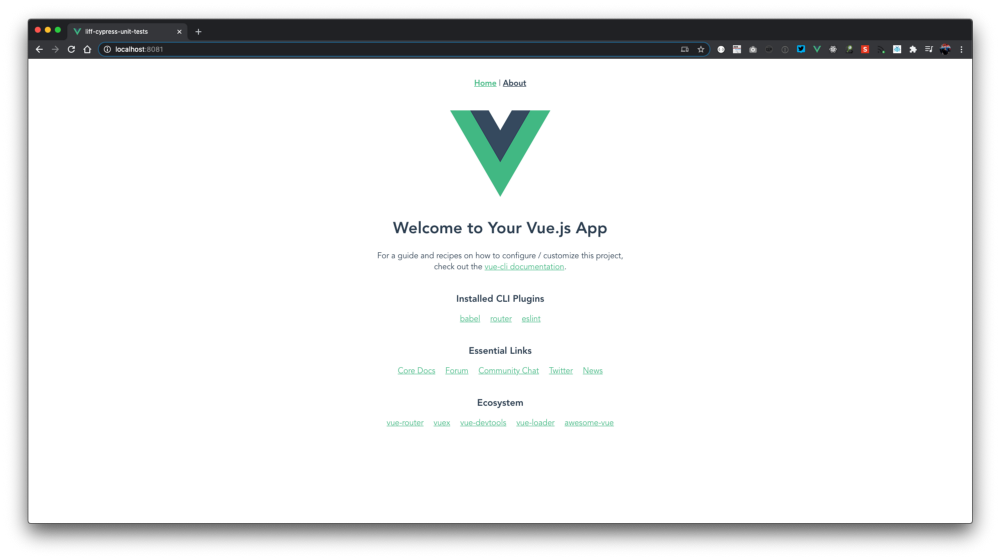 liff-cypress-unit-tests
localhost:8081
Home | About
Welcome to Your Vue.js App
For a guide and recipes on how to configure / customize this project,
check out the vue-cli documentation.
Installed CLI Plugins
babel router eslint
Essential Links
Core Docs Forum Community Chat Twitter News
Ecosystem
vue-router vuex vue-devtools vue-loader awesome-vue